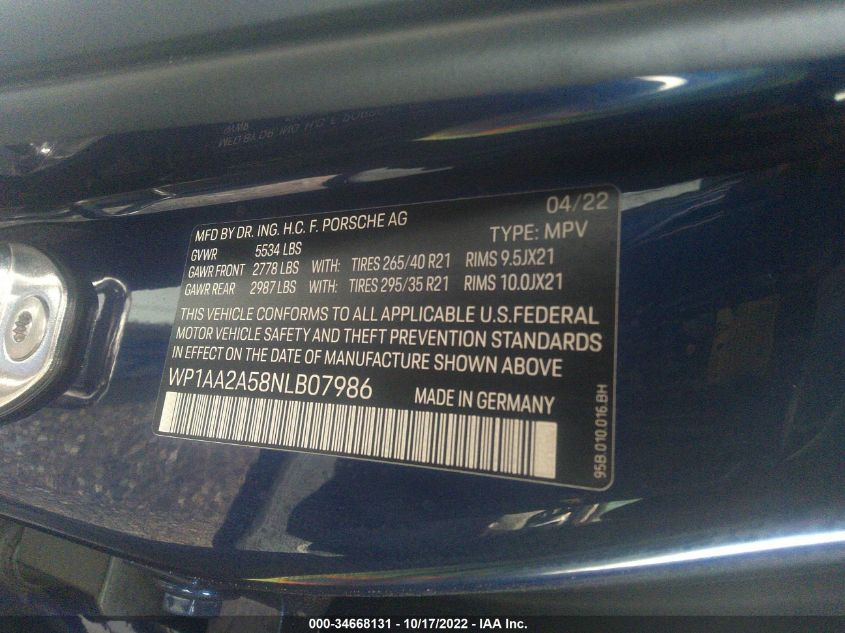 04/22
MFD BY DR. ING. H.C. F. PORSCHE AG
TYPE: MPV
GVWR 5534 LBS
GAWR FRONT 2778 LBS WITH: TIRES 265/40 R21 RIMS 9.5JX21
GAWR REAR 2987 LBS WITH: TIRES 295/35 R21 RIMS 10.0JX21
THIS VEHICLE CONFORMS TO ALL APPLICABLE U.S.FEDERAL
MOTOR VEHICLE SAFETY AND THEFT PREVENTION STANDARDS
IN EFFECT ON THE DATE OF MANUFACTURE SHOWN ABOVE
WP1AA2A58NLB07986 MADE IN GERMANY
95B.010.016.BH
000-34668131 - 10/17/2022 - IAA Inc.